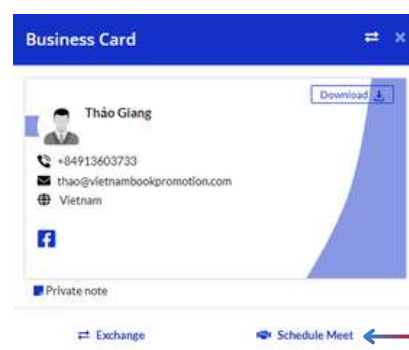 Business Card
Download
Thảo Giang
+84913603733
thao@vietnambookpromotion.com
Vietnam
Private note
Exchange
Schedule Meet